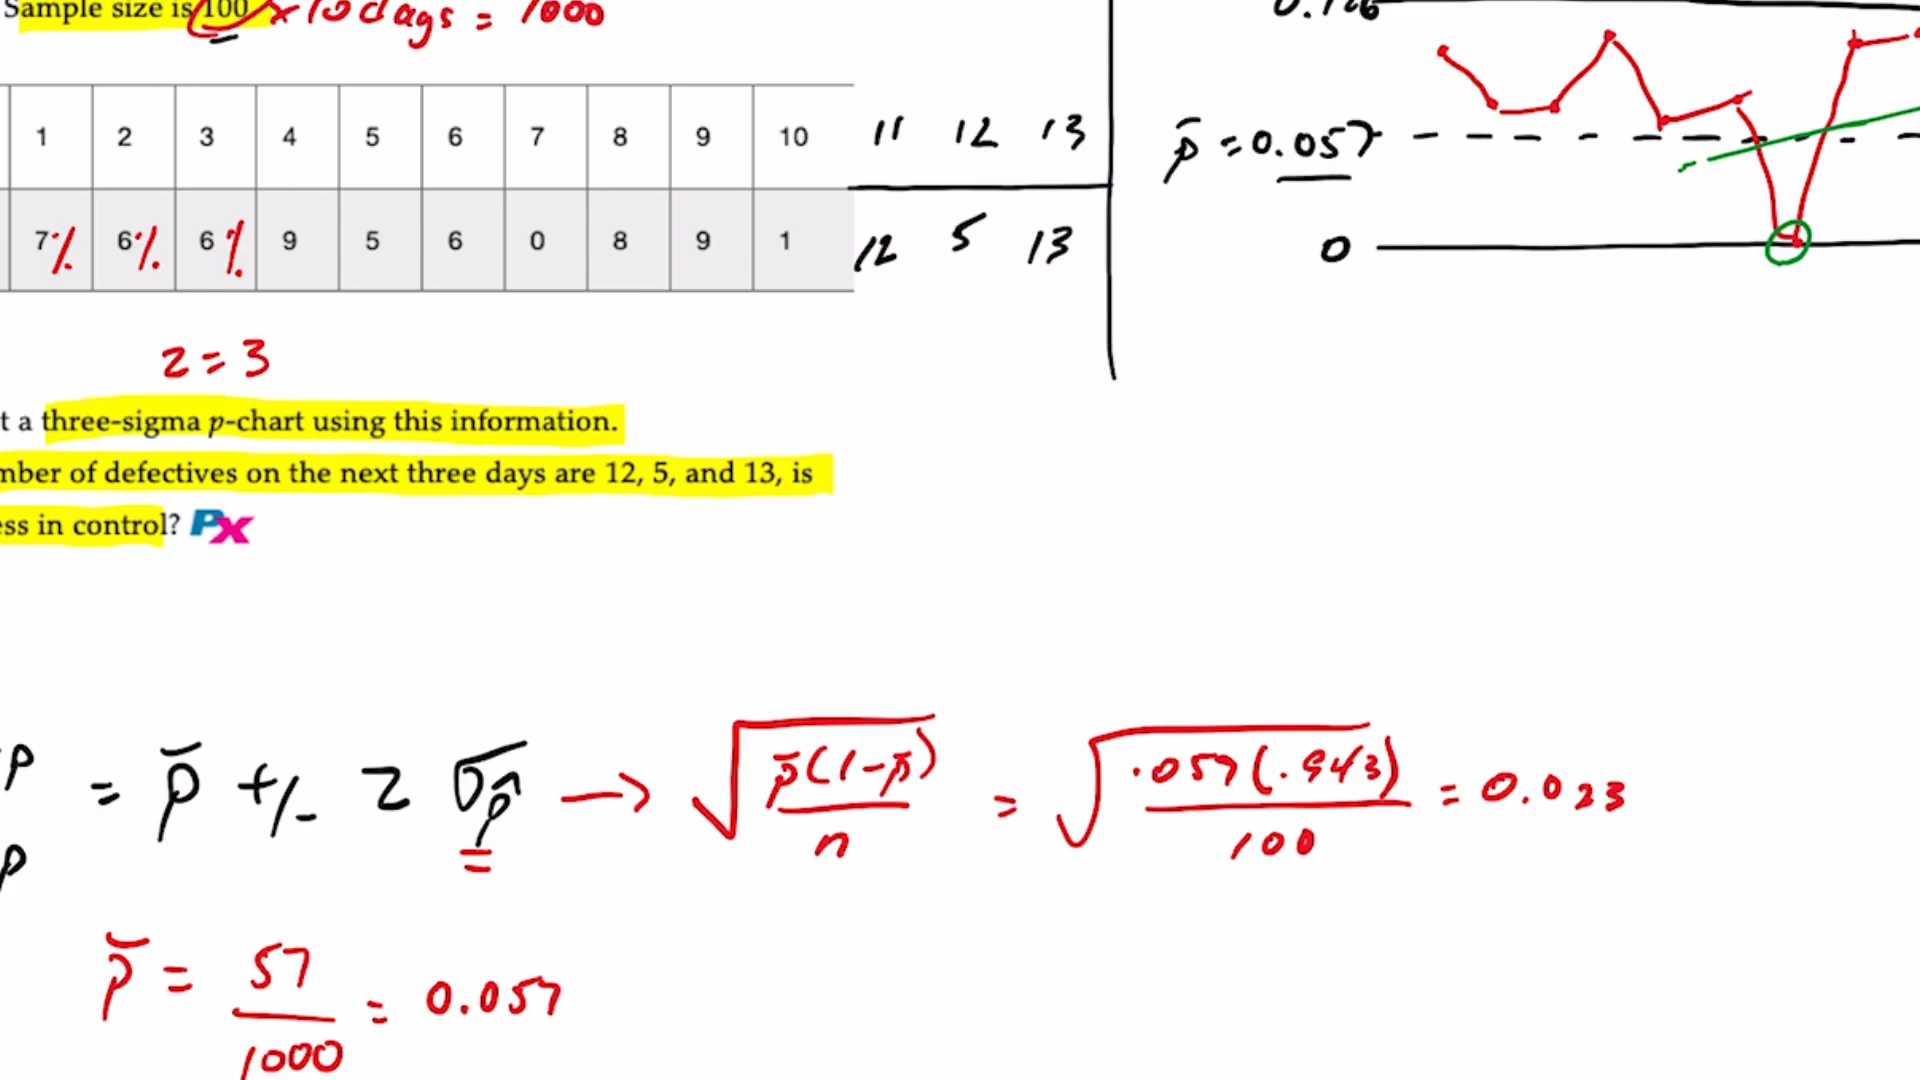 Sample size is 100 x 10 days = 1000
1 2 3 4 5 6 7 8 9 10 11 12 13
7% 6% 6% 9 5 6 0 8 9 1 12 5 13
z = 3
t a three-sigma p-chart using this information.
mber of defectives on the next three days are 12, 5, and 13, is
ess in control? PX
0.126
p̄ = 0.057
0
p = p̄ +/- z σp̂ → √ p̄(1-p̄) / n = √ .057(.943) / 100 = 0.023
p
p̄ = 57 / 1000 = 0.057